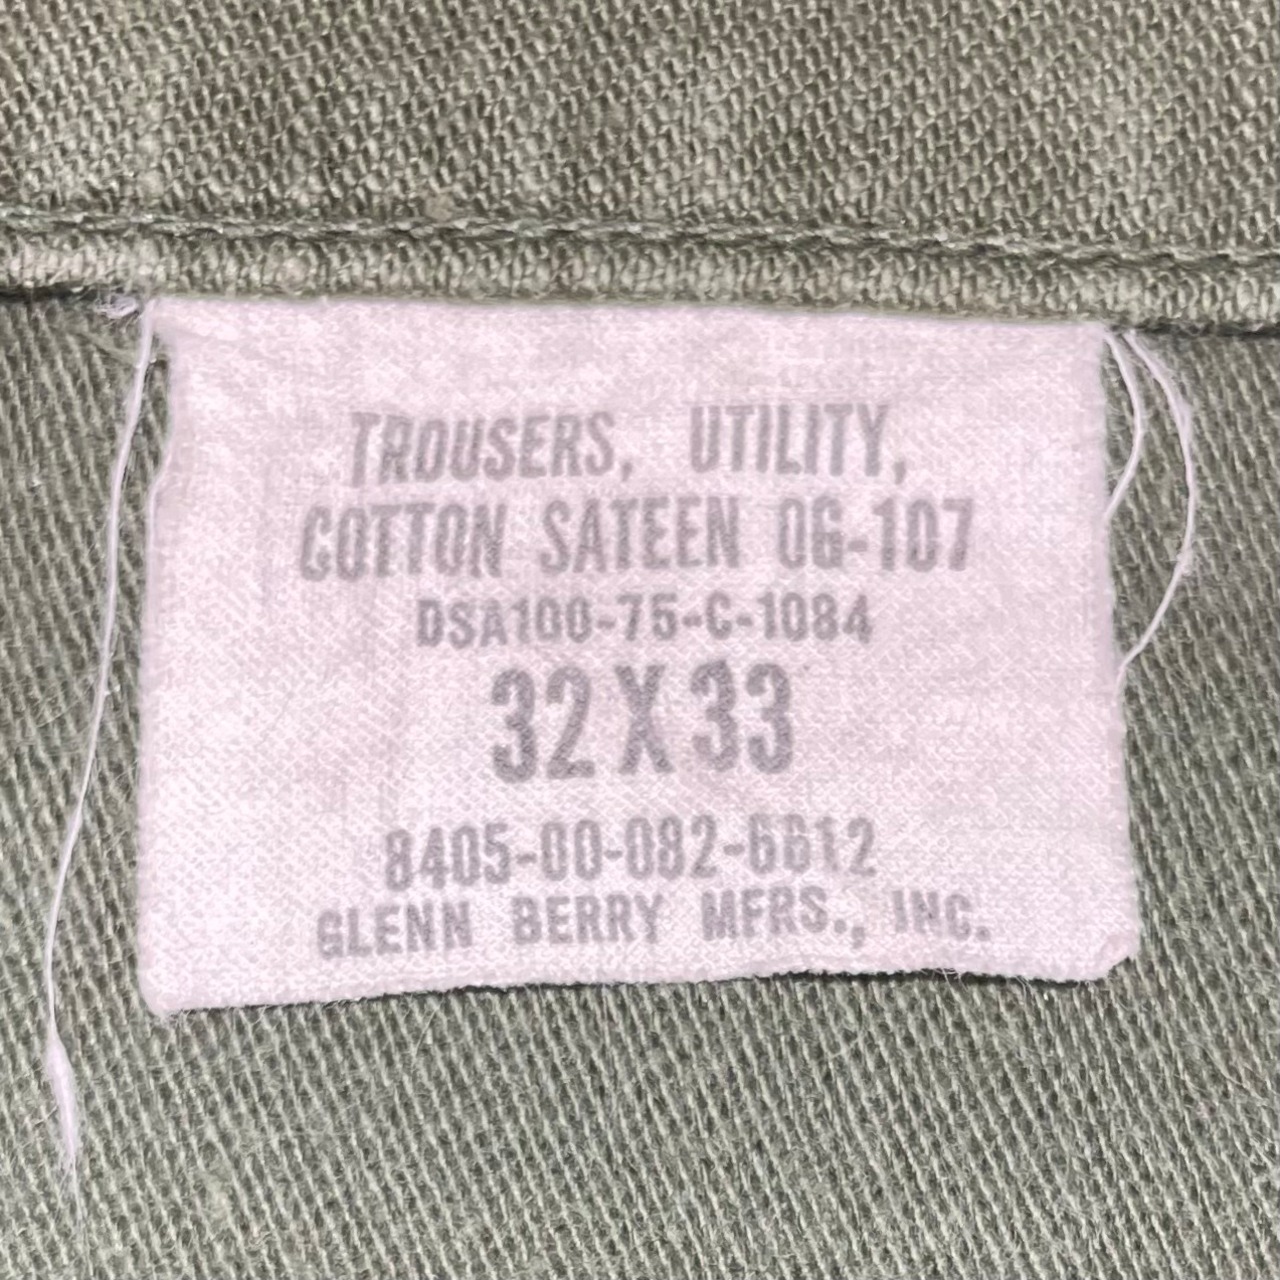 TROUSERS, UTILITY,
COTTON SATEEN OG-107
DSA100-75-C-1084
32 X 33
8405-00-082-6612
GLENN BERRY MFRS., INC.